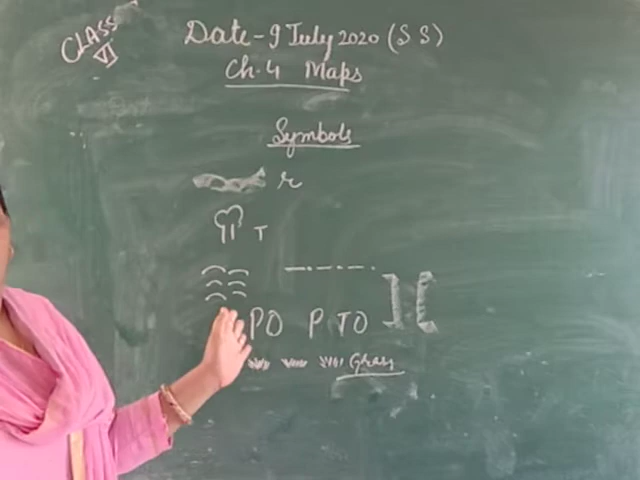 CLASS VI
Date - 9 July 2020 (S S)
Ch. 4 Maps
Symbols
r
T
PO P TO
Grass